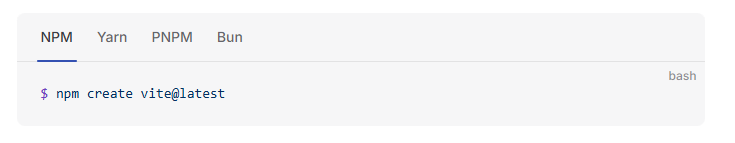 NPM Yarn PNPM Bun
bash
$ npm create vite@latest